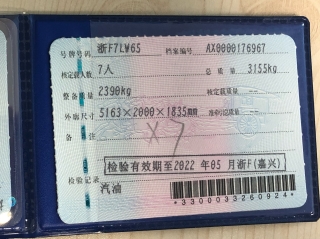 号牌号码 浙F7LW65 档案编号 AX0000176967
核定载人数 7人 总质量 3155kg
整备质量 2390kg 核定载质量 --
外廓尺寸 5163×2000×1835mm 准牵引总质量 --
备注
检验有效期至2022年05月浙F(嘉兴)
检验记录
汽油
*3300033260924*